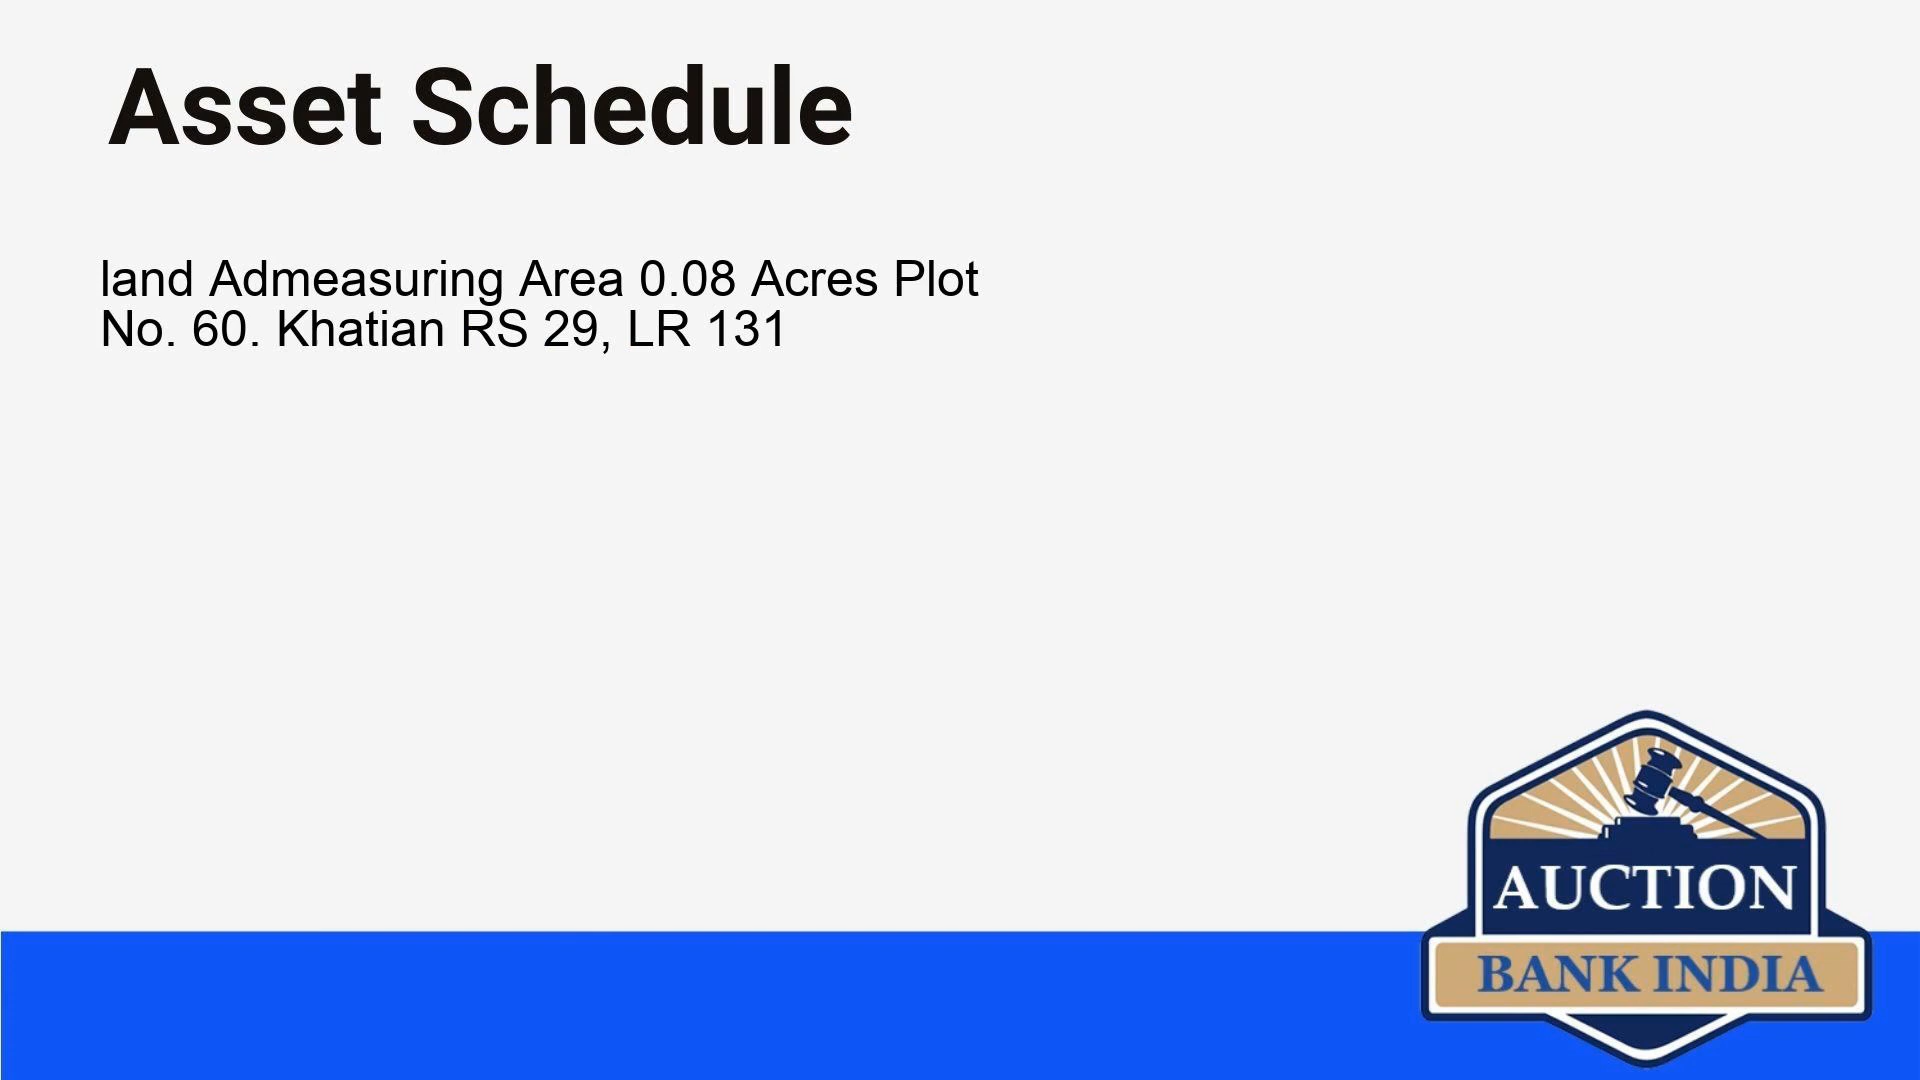 Asset Schedule
land Admeasuring Area 0.08 Acres Plot
No. 60. Khatian RS 29, LR 131
AUCTION
BANK INDIA